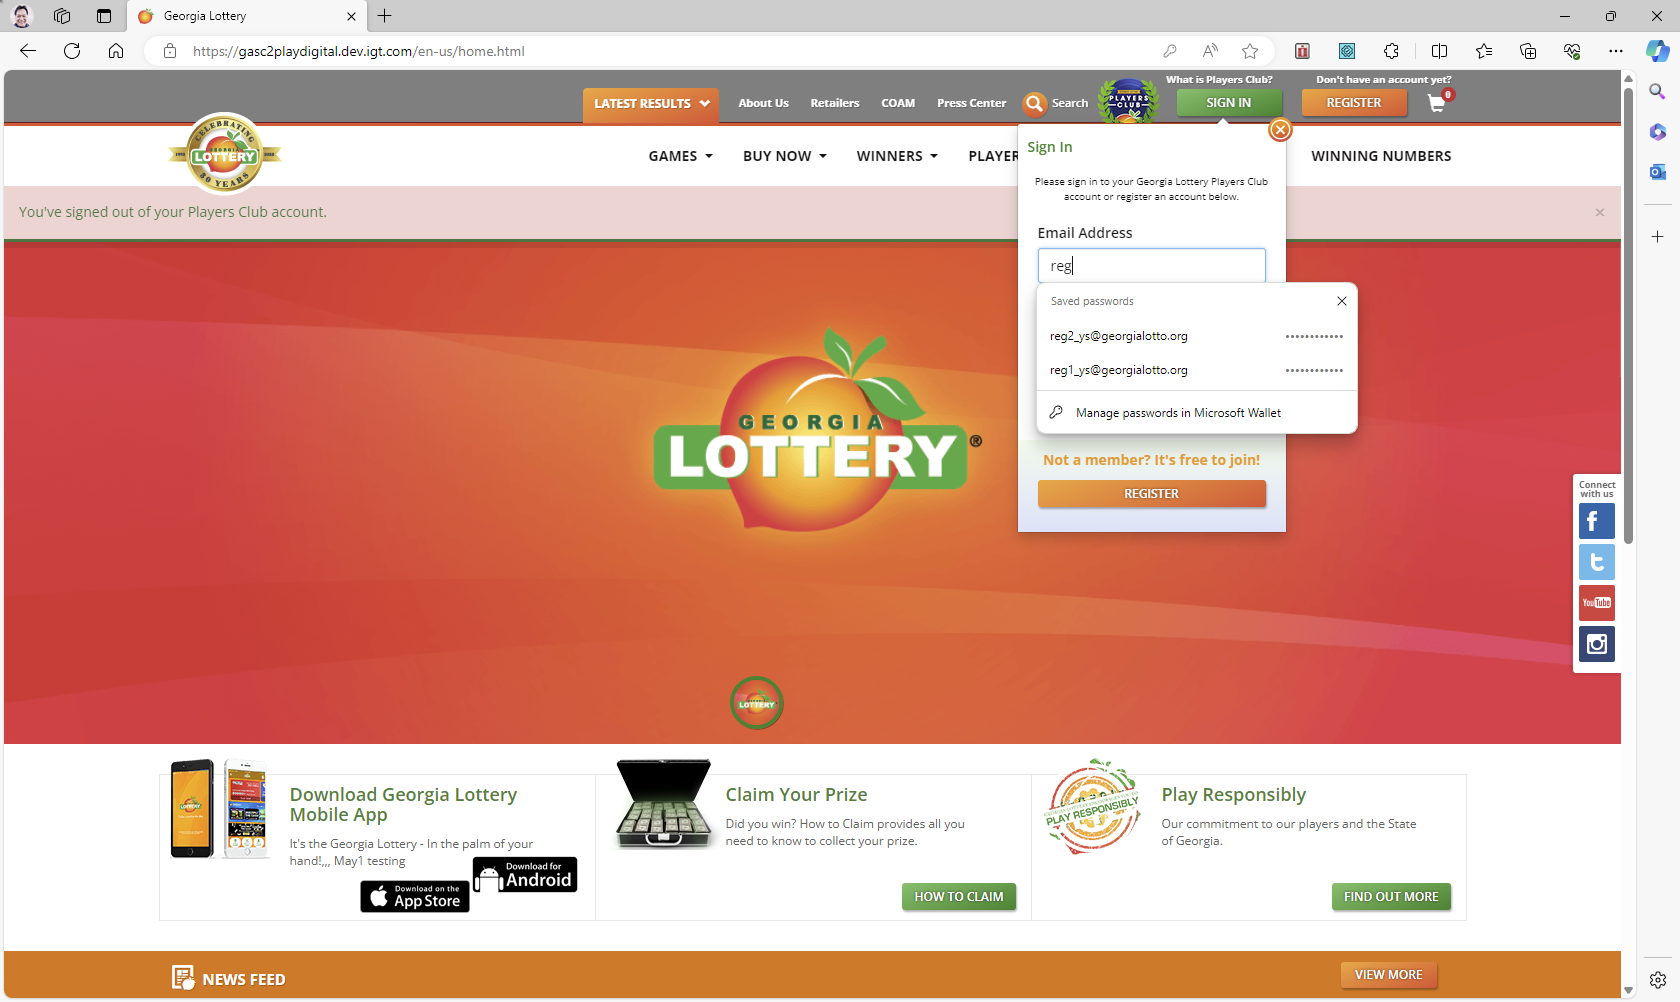 Georgia Lottery
https://gasc2playdigital.dev.igt.com/en-us/home.html
What is Players Club?
Don't have an account yet?
LATEST RESULTS
About Us
Retailers
COAM
Press Center
Search
PLAYERS
CLUB
SIGN IN
REGISTER
0
CELEBRATING
GEORGIA
LOTTERY
30 YEARS
GAMES
BUY NOW
WINNERS
PLAYER
WINNING NUMBERS
Sign In
Please sign in to your Georgia Lottery Players Club
account or register an account below.
You've signed out of your Players Club account.
Email Address
reg
Saved passwords
reg2_ys@georgialotto.org
••••••••••••
reg1_ys@georgialotto.org
••••••••••••
Manage passwords in Microsoft Wallet
Not a member? It's free to join!
REGISTER
GEORGIA
LOTTERY®
Connect
with us
You Tube
LOTTERY
Download Georgia Lottery
Mobile App
It's the Georgia Lottery - In the palm of your
hand!,,, May1 testing
Download on the
App Store
Download for
Android
Claim Your Prize
Did you win? How to Claim provides all you
need to know to collect your prize.
HOW TO CLAIM
PLAY RESPONSIBLY
Play Responsibly
Our commitment to our players and the State
of Georgia.
FIND OUT MORE
NEWS FEED
VIEW MORE